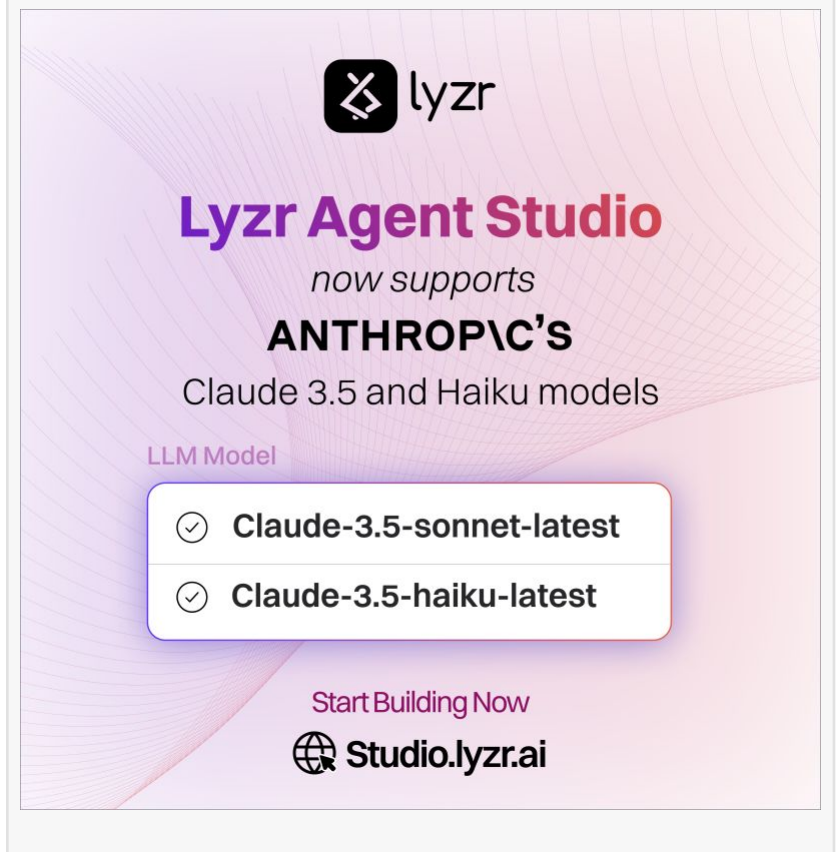 lyzr
Lyzr Agent Studio
now supports
ANTHROP\C’S
Claude 3.5 and Haiku models
LLM Model
Claude-3.5-sonnet-latest
Claude-3.5-haiku-latest
Start Building Now
Studio.lyzr.ai